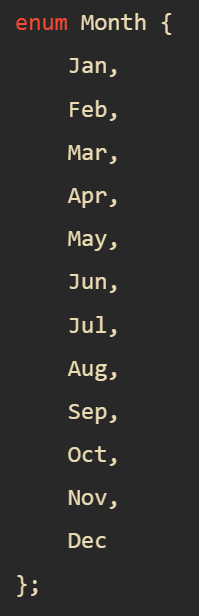 enum Month {
    Jan,
    Feb,
    Mar,
    Apr,
    May,
    Jun,
    Jul,
    Aug,
    Sep,
    Oct,
    Nov,
    Dec
};